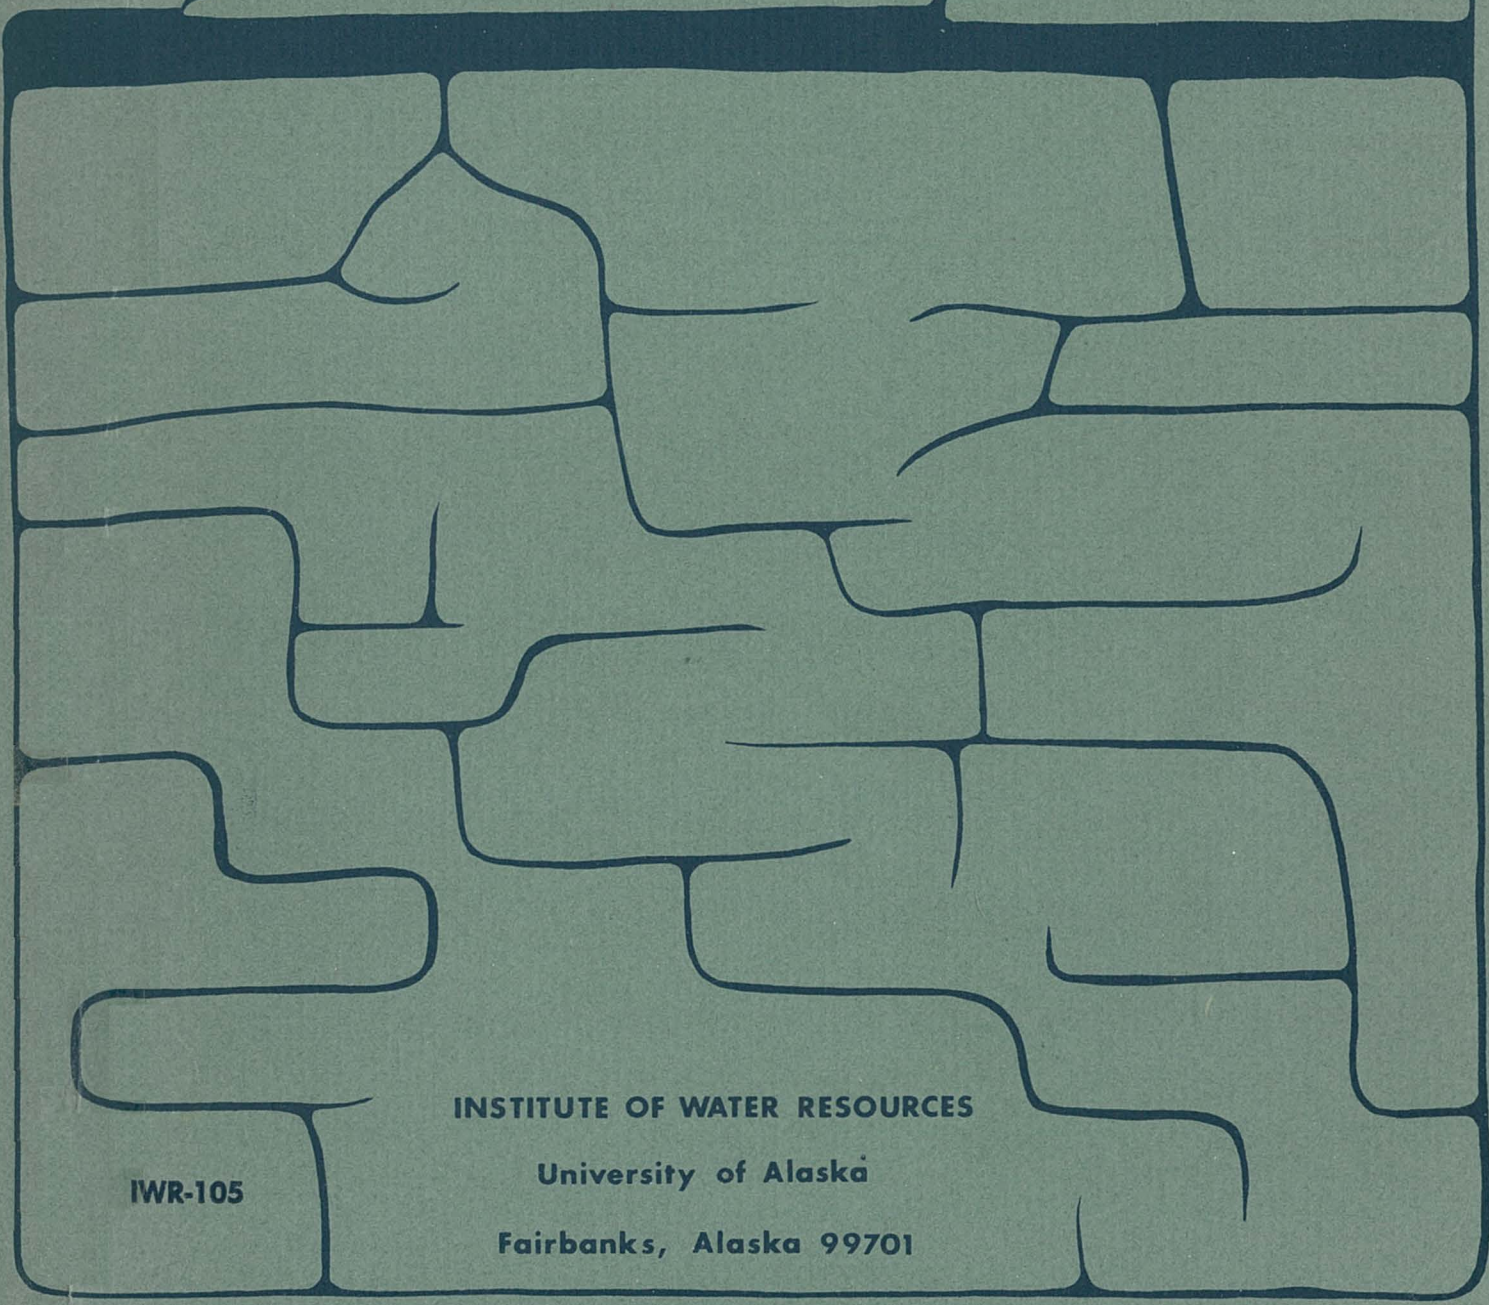 INSTITUTE OF WATER RESOURCES
University of Alaska
IWR-105
Fairbanks, Alaska 99701